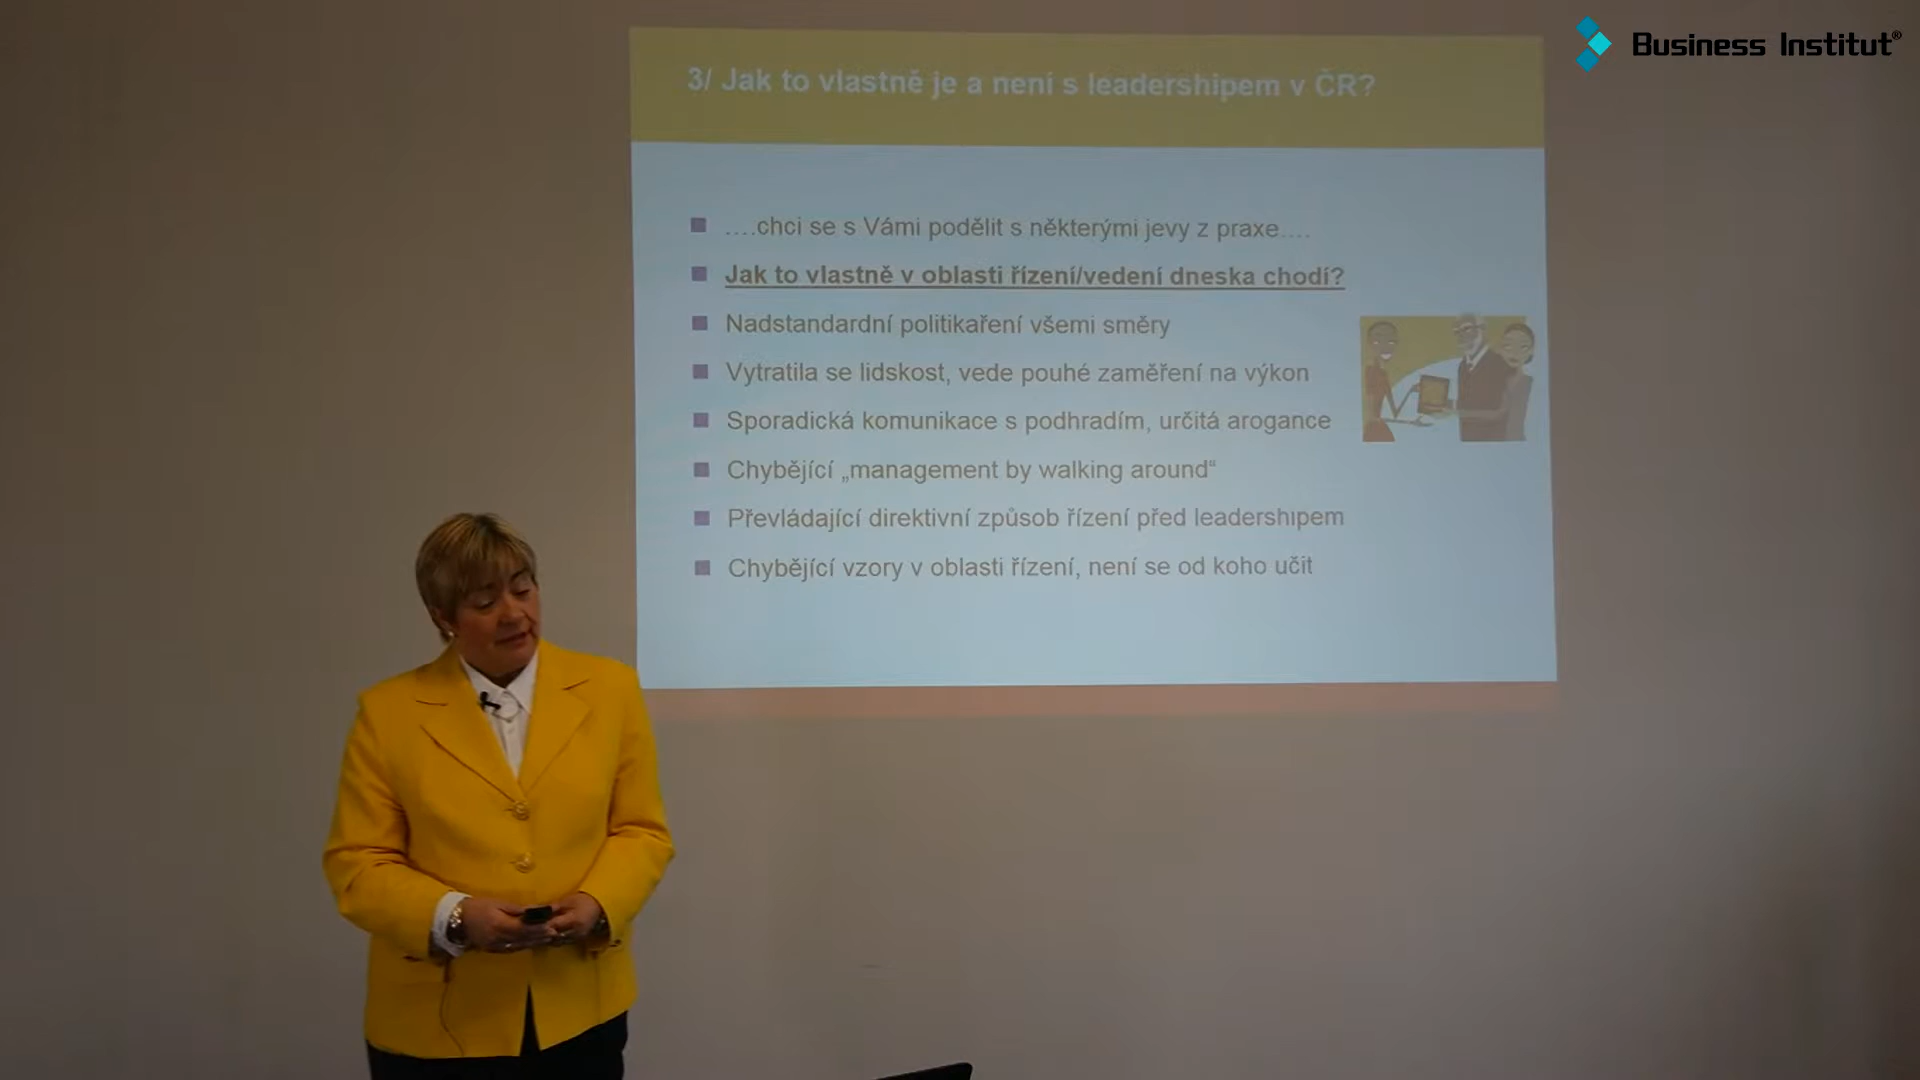 Business Institut®
3/ Jak to vlastně je a není s leadershipem v ČR?
….chci se s Vámi podělit s některými jevy z praxe….
Jak to vlastně v oblasti řízení/vedení dneska chodí?
Nadstandardní politikaření všemi směry
Vytratila se lidskost, vede pouhé zaměření na výkon
Sporadická komunikace s podhradím, určitá arogance
Chybějící „management by walking around“
Převládající direktivní způsob řízení před leadershipem
Chybějící vzory v oblasti řízení, není se od koho učit